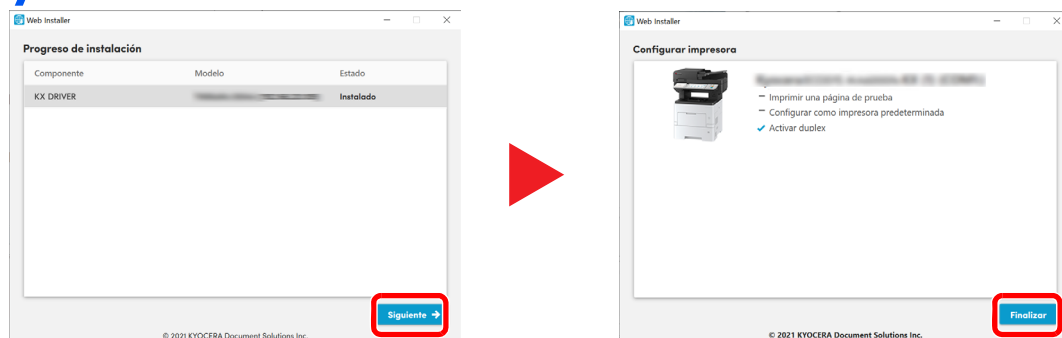 Web Installer
Progreso de instalación
Componente Modelo Estado
KX DRIVER Instalado
Siguiente →
© 2021 KYOCERA Document Solutions Inc.
Web Installer
Configurar impresora
Imprimir una página de prueba
Configurar como impresora predeterminada
Activar duplex
Finalizar
© 2021 KYOCERA Document Solutions Inc.